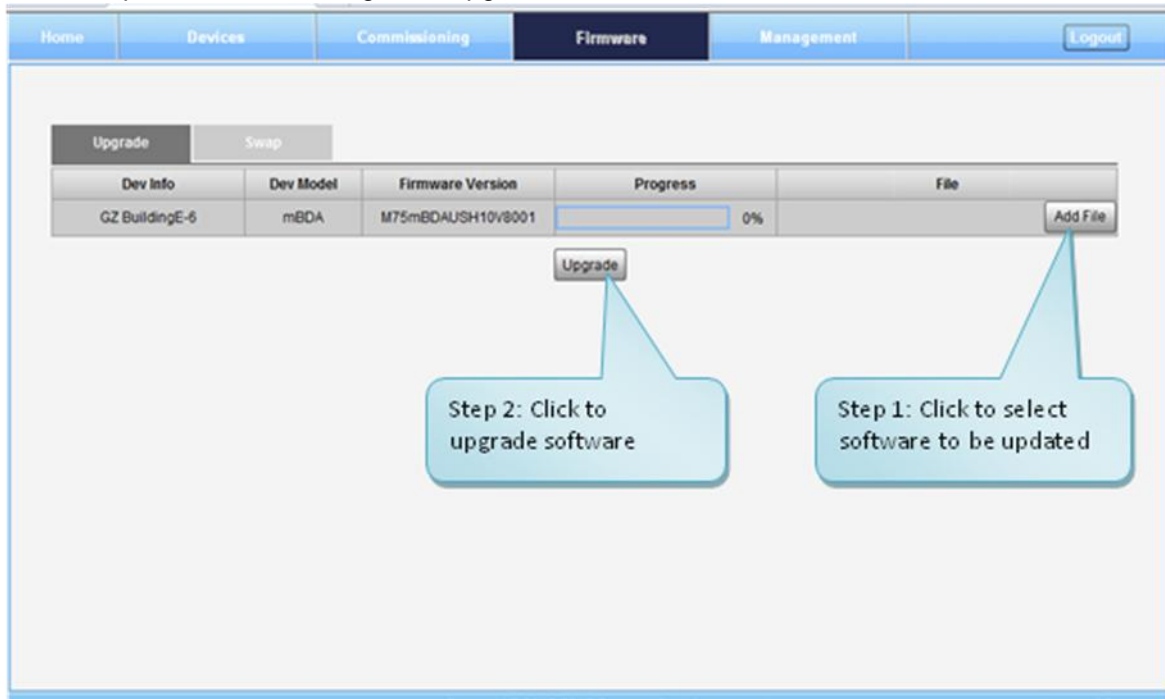 Home Devices Commissioning Firmware Management Logout
Upgrade Swap
Dev Info Dev Model Firmware Version Progress File
GZ BuildingE-6 mBDA M75mBDAUSH10V8001 0% Add File
Upgrade
Step 2: Click to
upgrade software
Step 1: Click to select
software to be updated